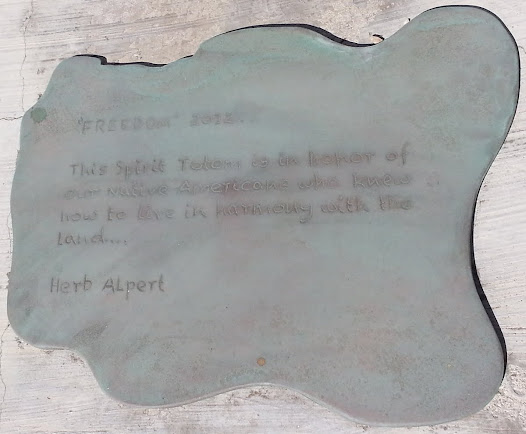 "FREEDOM" 2012.
This Spirit Totem is in honor of
our Native Americans who knew
how to live in harmony with the
land....
Herb Alpert